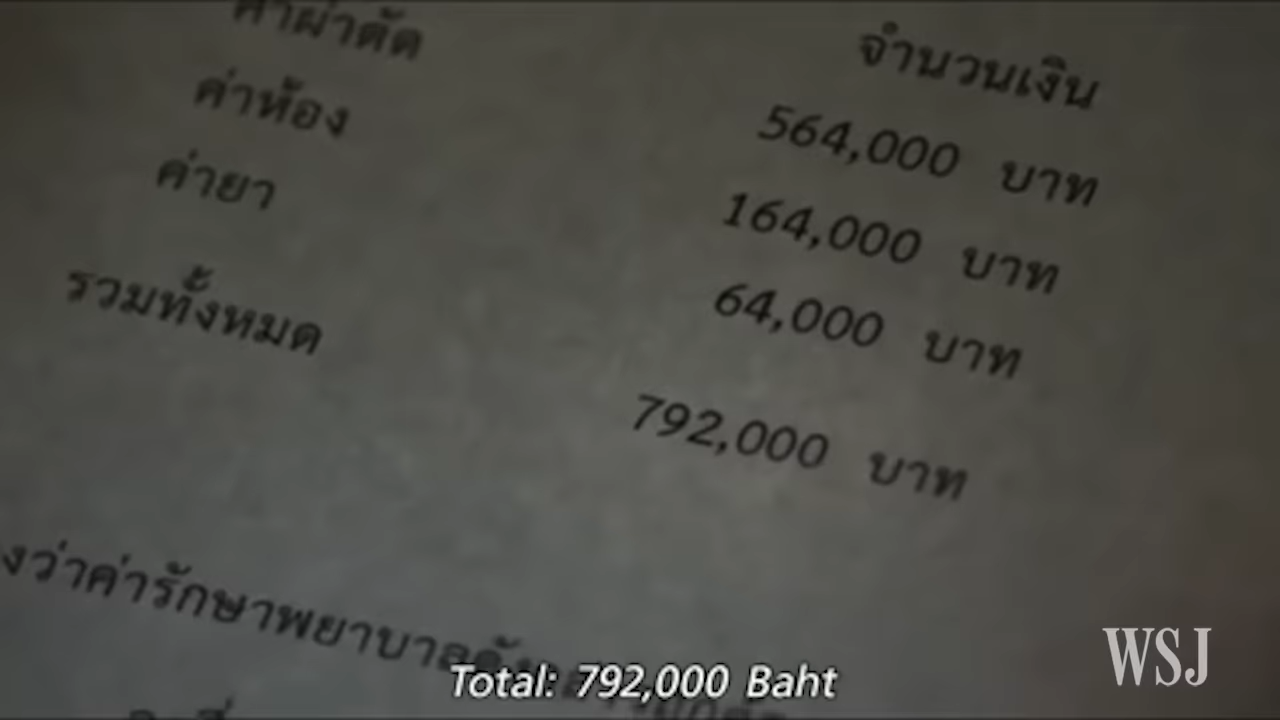 จำนวนเงิน
ค่าผ่าตัด 564,000 บาท
ค่าห้อง 164,000 บาท
ค่ายา 64,000 บาท
รวมทั้งหมด 792,000 บาท
ว่าค่ารักษาพยาบาล
Total: 792,000 Baht
WSJ